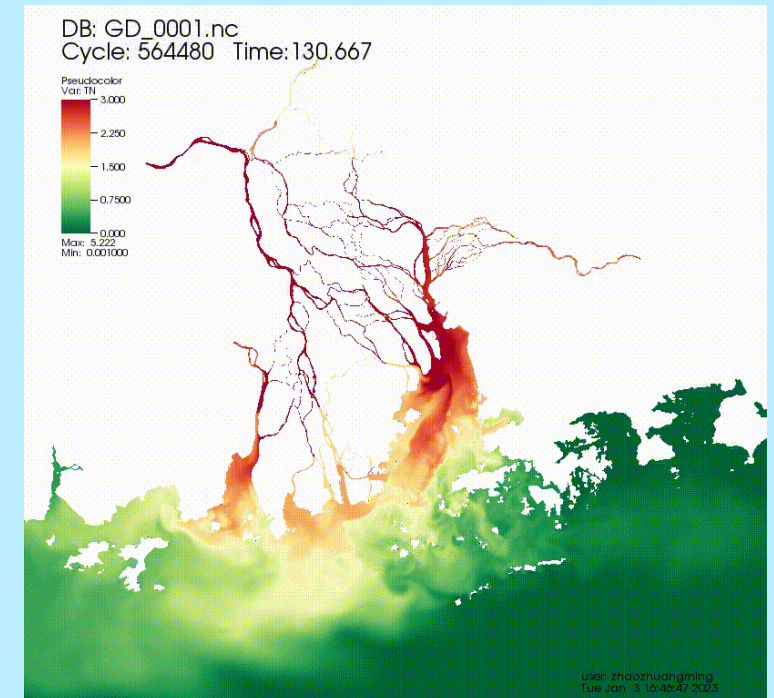 DB: GD_0001.nc
Cycle: 564480 Time:130.667
Pseudocolor
Var: TN
3.000
2.250
1.500
0.7500
0.000
Max: 5.222
Min: 0.001000
user: zhaozhuangming
Tue Jan 3 16:46:47 2023